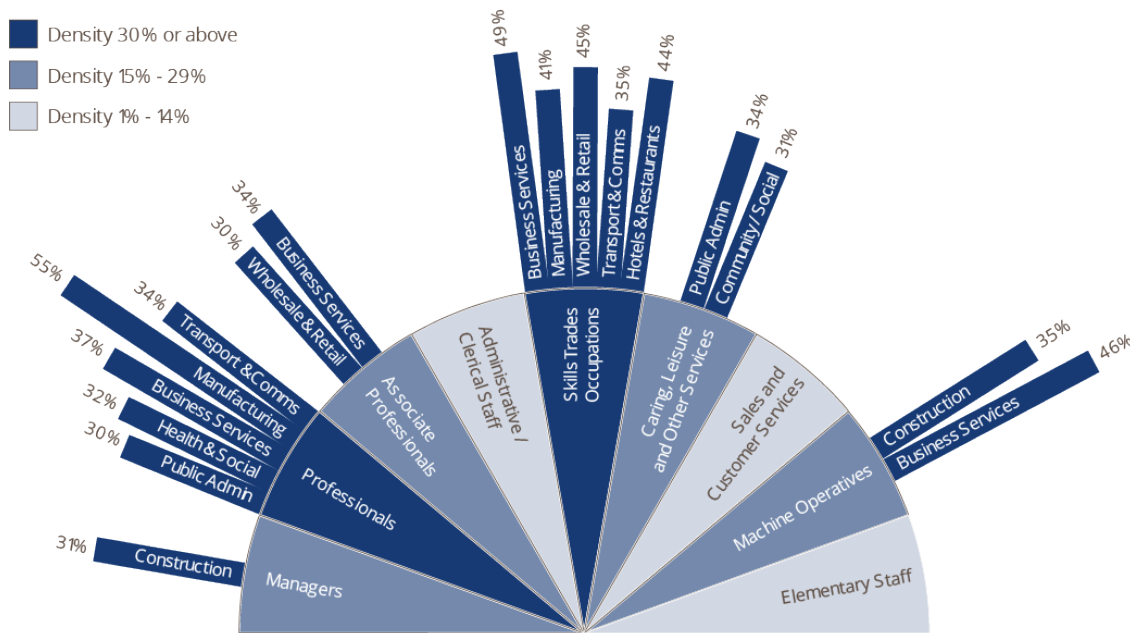 Density 30% or above
Density 15% - 29%
Density 1% - 14%
31%
Construction
Managers
30%
Public Admin
32%
Health & Social
37%
Business Services
55%
Manufacturing
34%
Transport & Comms
Professionals
30%
Wholesale & Retail
34%
Business Services
Associate
Professionals
Administrative /
Clerical Staff
49%
Business Services
41%
Manufacturing
45%
Wholesale & Retail
35%
Transport & Comms
44%
Hotels & Restaurants
Skills Trades
Occupations
34%
Public Admin
31%
Community / Social
Caring, Leisure
and Other Services
Sales and
Customer Services
35%
Construction
46%
Business Services
Machine Operatives
Elementary Staff